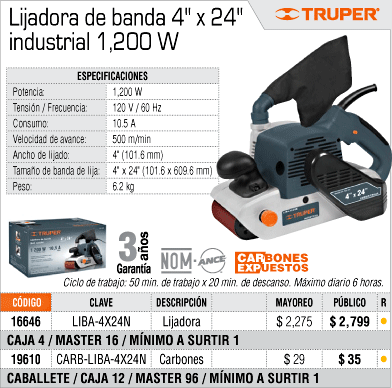 Lijadora de banda 4" x 24"
industrial 1,200 W
TRUPER
ESPECIFICACIONES
Potencia: 1,200 W
Tensión / Frecuencia: 120 V / 60 Hz
Consumo: 10.5 A
Velocidad de avance: 500 m/min
Ancho de lijado: 4" (101.6 mm)
Tamaño de banda de lija: 4" x 24" (101.6 x 609.6 mm)
Peso: 6.2 kg
4" x 24"
TRUPER
1 200 W 10.5 A
3 años
Garantía
NOM-ANCE
CARBONES
EXPUESTOS
Ciclo de trabajo: 50 min. de trabajo x 20 min. de descanso. Máximo diario 6 horas.
CÓDIGO CLAVE DESCRIPCIÓN MAYOREO PÚBLICO R
16646 LIBA-4X24N Lijadora $ 2,275 $ 2,799
CAJA 4 / MASTER 16 / MÍNIMO A SURTIR 1
19610 CARB-LIBA-4X24N Carbones $ 29 $ 35
CABALLETE / CAJA 12 / MASTER 96 / MÍNIMO A SURTIR 1